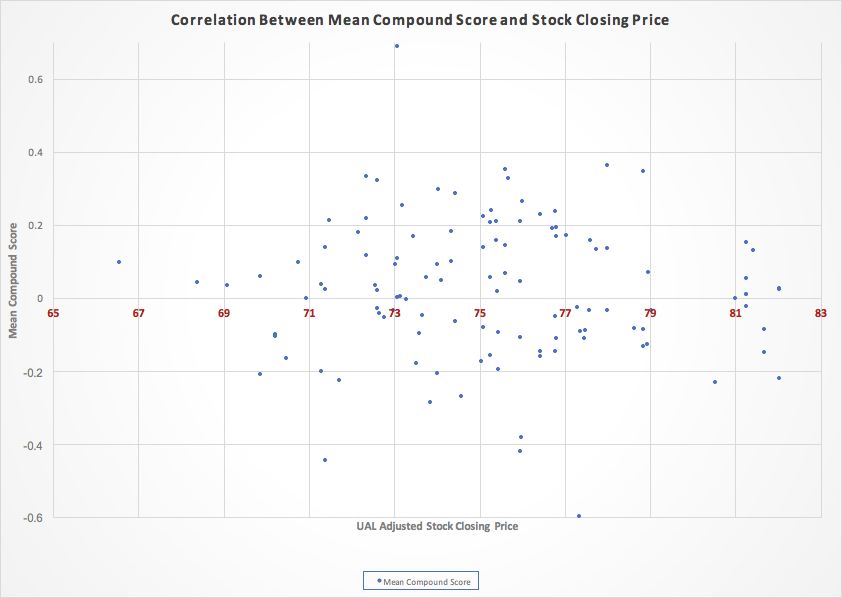 Correlation Between Mean Compound Score and Stock Closing Price
0.6
0.4
0.2
0
65 67 69 71 73 75 77 79 81 83
-0.2
-0.4
-0.6
Mean Compound Score
UAL Adjusted Stock Closing Price
Mean Compound Score